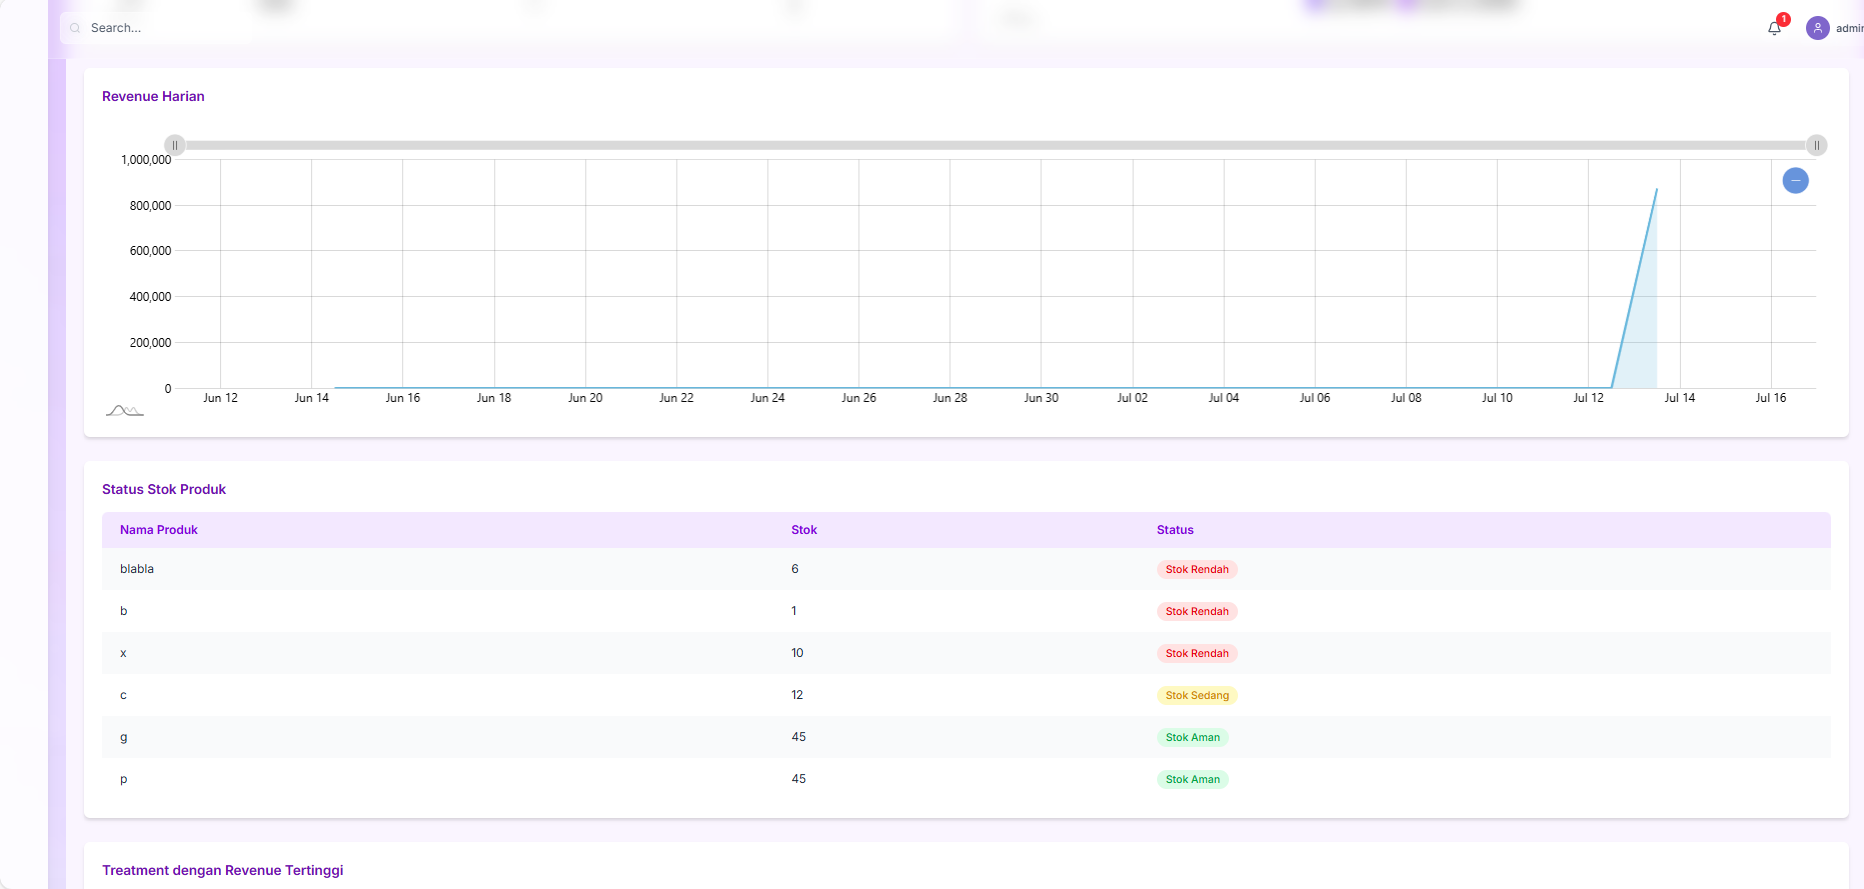 Search...
1
admin
Revenue Harian
1,000,000
800,000
600,000
400,000
200,000
0
Jun 12 Jun 14 Jun 16 Jun 18 Jun 20 Jun 22 Jun 24 Jun 26 Jun 28 Jun 30 Jul 02 Jul 04 Jul 06 Jul 08 Jul 10 Jul 12 Jul 14 Jul 16
Status Stok Produk
Nama Produk Stok Status
blabla 6 Stok Rendah
b 1 Stok Rendah
x 10 Stok Rendah
c 12 Stok Sedang
g 45 Stok Aman
p 45 Stok Aman
Treatment dengan Revenue Tertinggi